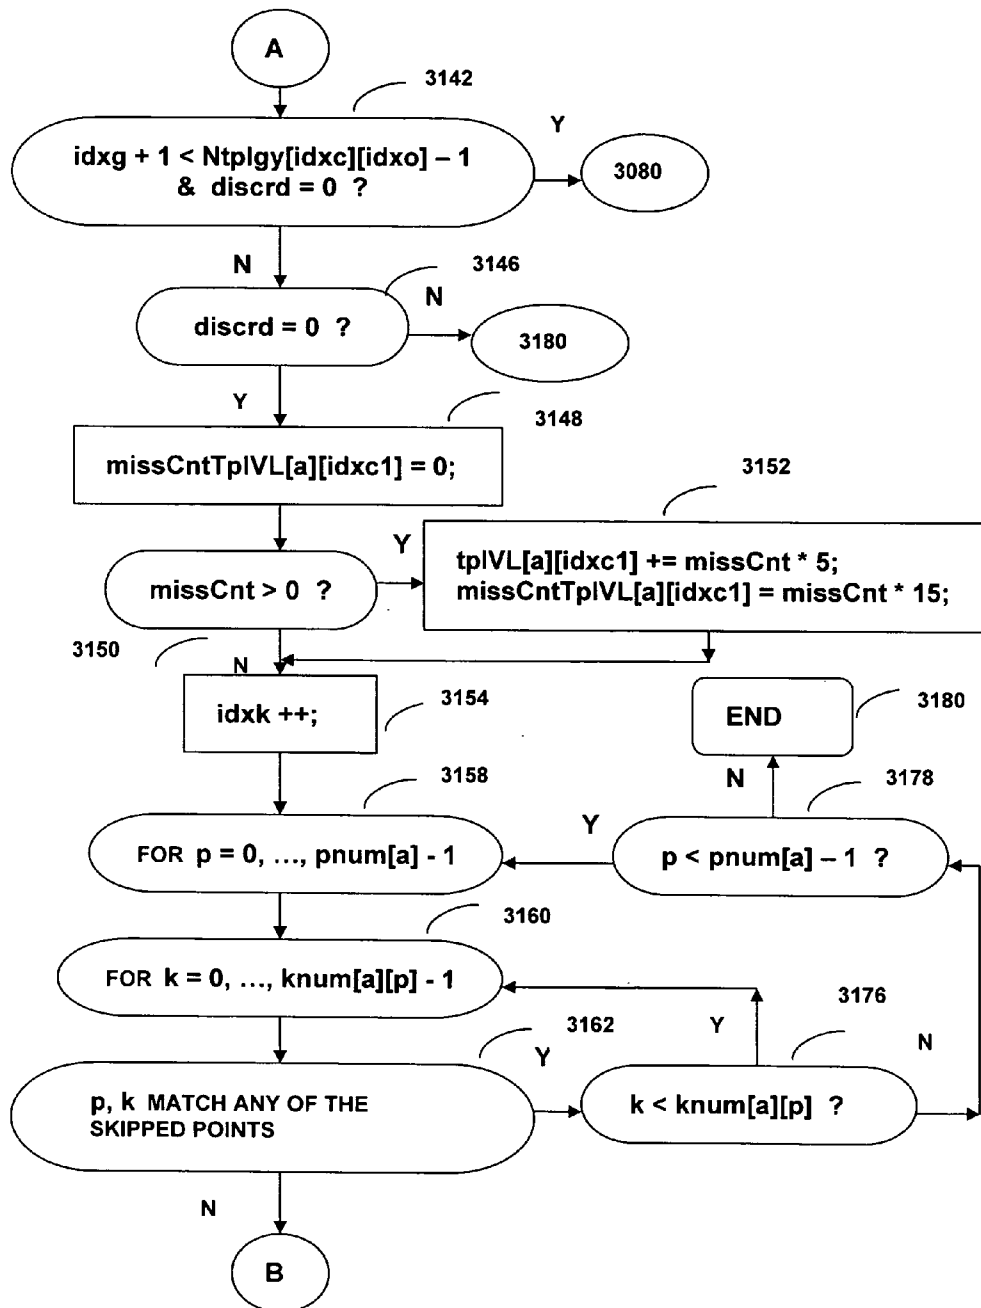 A
3142
idxg + 1 < Ntplgy[idxc][idxo] – 1
& discrd = 0 ?
Y
3080
N
3146
discrd = 0 ?
N
3180
Y
3148
missCntTplVL[a][idxc1] = 0;
3152
missCnt > 0 ?
Y
tplVL[a][idxc1] += missCnt * 5;
missCntTplVL[a][idxc1] = missCnt * 15;
3150
N
idxk ++;
3154
END
3180
3158
N
3178
FOR p = 0, …, pnum[a] - 1
Y
p < pnum[a] – 1 ?
3160
FOR k = 0, …, knum[a][p] - 1
3176
3162
Y
Y
N
p, k MATCH ANY OF THE
SKIPPED POINTS
k < knum[a][p] ?
N
B